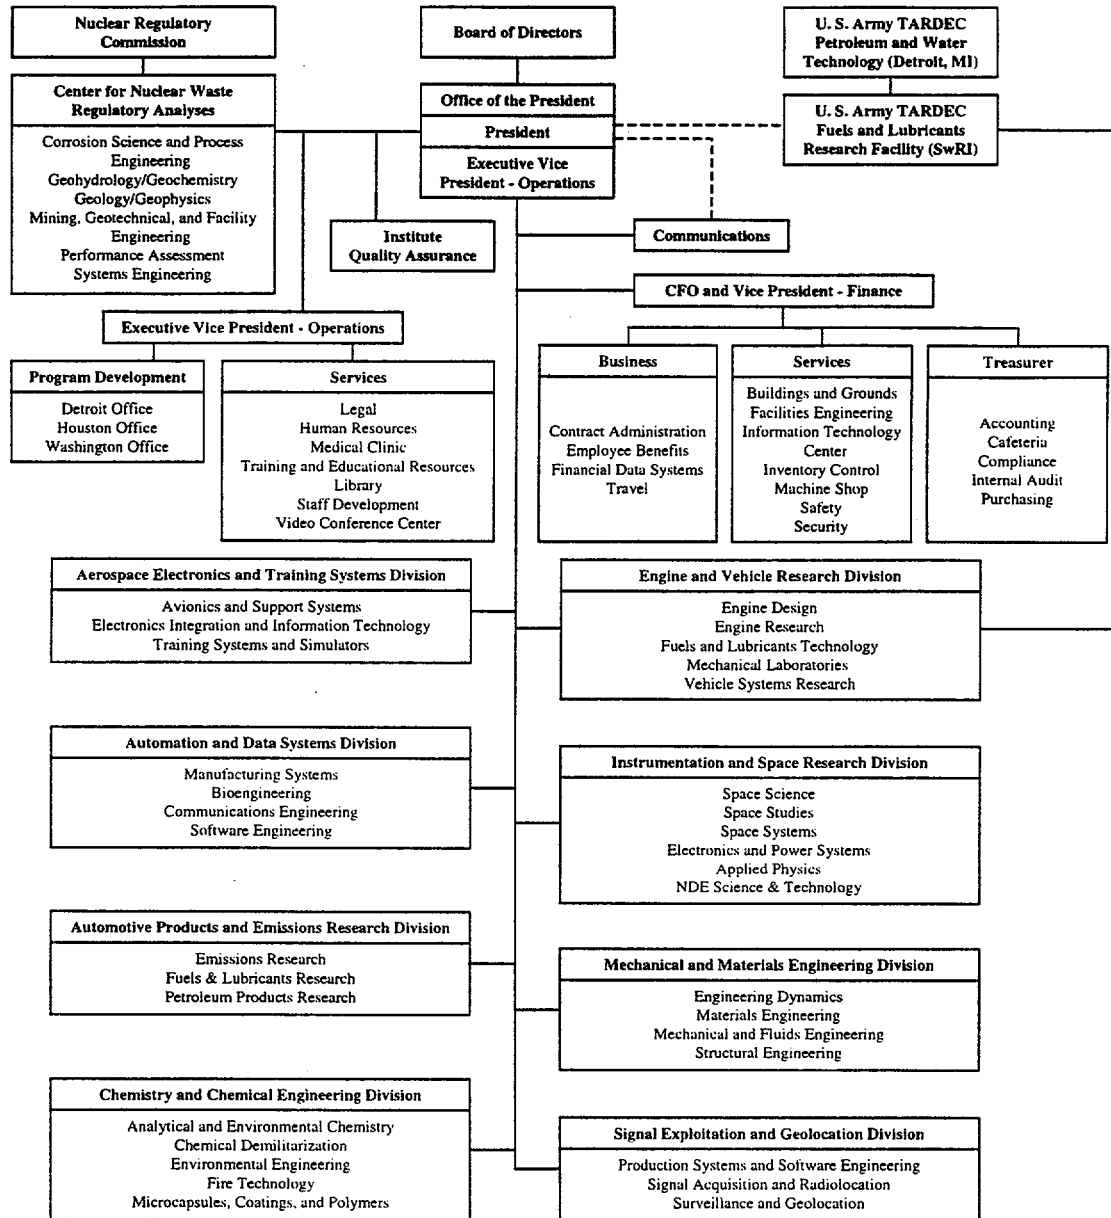 Nuclear Regulatory
Commission
Board of Directors
U. S. Army TARDEC
Petroleum and Water
Technology (Detroit, MI)
Center for Nuclear Waste
Regulatory Analyses
Corrosion Science and Process
Engineering
Geohydrology/Geochemistry
Geology/Geophysics
Mining, Geotechnical, and Facility
Engineering
Performance Assessment
Systems Engineering
Office of the President
President
Executive Vice
President - Operations
U. S. Army TARDEC
Fuels and Lubricants
Research Facility (SwRI)
Institute
Quality Assurance
Communications
CFO and Vice President - Finance
Executive Vice President - Operations
Program Development
Detroit Office
Houston Office
Washington Office
Services
Legal
Human Resources
Medical Clinic
Training and Educational Resources
Library
Staff Development
Video Conference Center
Business
Contract Administration
Employee Benefits
Financial Data Systems
Travel
Services
Buildings and Grounds
Facilities Engineering
Information Technology
Center
Inventory Control
Machine Shop
Safety
Security
Treasurer
Accounting
Cafeteria
Compliance
Internal Audit
Purchasing
Aerospace Electronics and Training Systems Division
Avionics and Support Systems
Electronics Integration and Information Technology
Training Systems and Simulators
Engine and Vehicle Research Division
Engine Design
Engine Research
Fuels and Lubricants Technology
Mechanical Laboratories
Vehicle Systems Research
Automation and Data Systems Division
Manufacturing Systems
Bioengineering
Communications Engineering
Software Engineering
Instrumentation and Space Research Division
Space Science
Space Studies
Space Systems
Electronics and Power Systems
Applied Physics
NDE Science & Technology
Automotive Products and Emissions Research Division
Emissions Research
Fuels & Lubricants Research
Petroleum Products Research
Mechanical and Materials Engineering Division
Engineering Dynamics
Materials Engineering
Mechanical and Fluids Engineering
Structural Engineering
Chemistry and Chemical Engineering Division
Analytical and Environmental Chemistry
Chemical Demilitarization
Environmental Engineering
Fire Technology
Microcapsules, Coatings, and Polymers
Signal Exploitation and Geolocation Division
Production Systems and Software Engineering
Signal Acquisition and Radiolocation
Surveillance and Geolocation